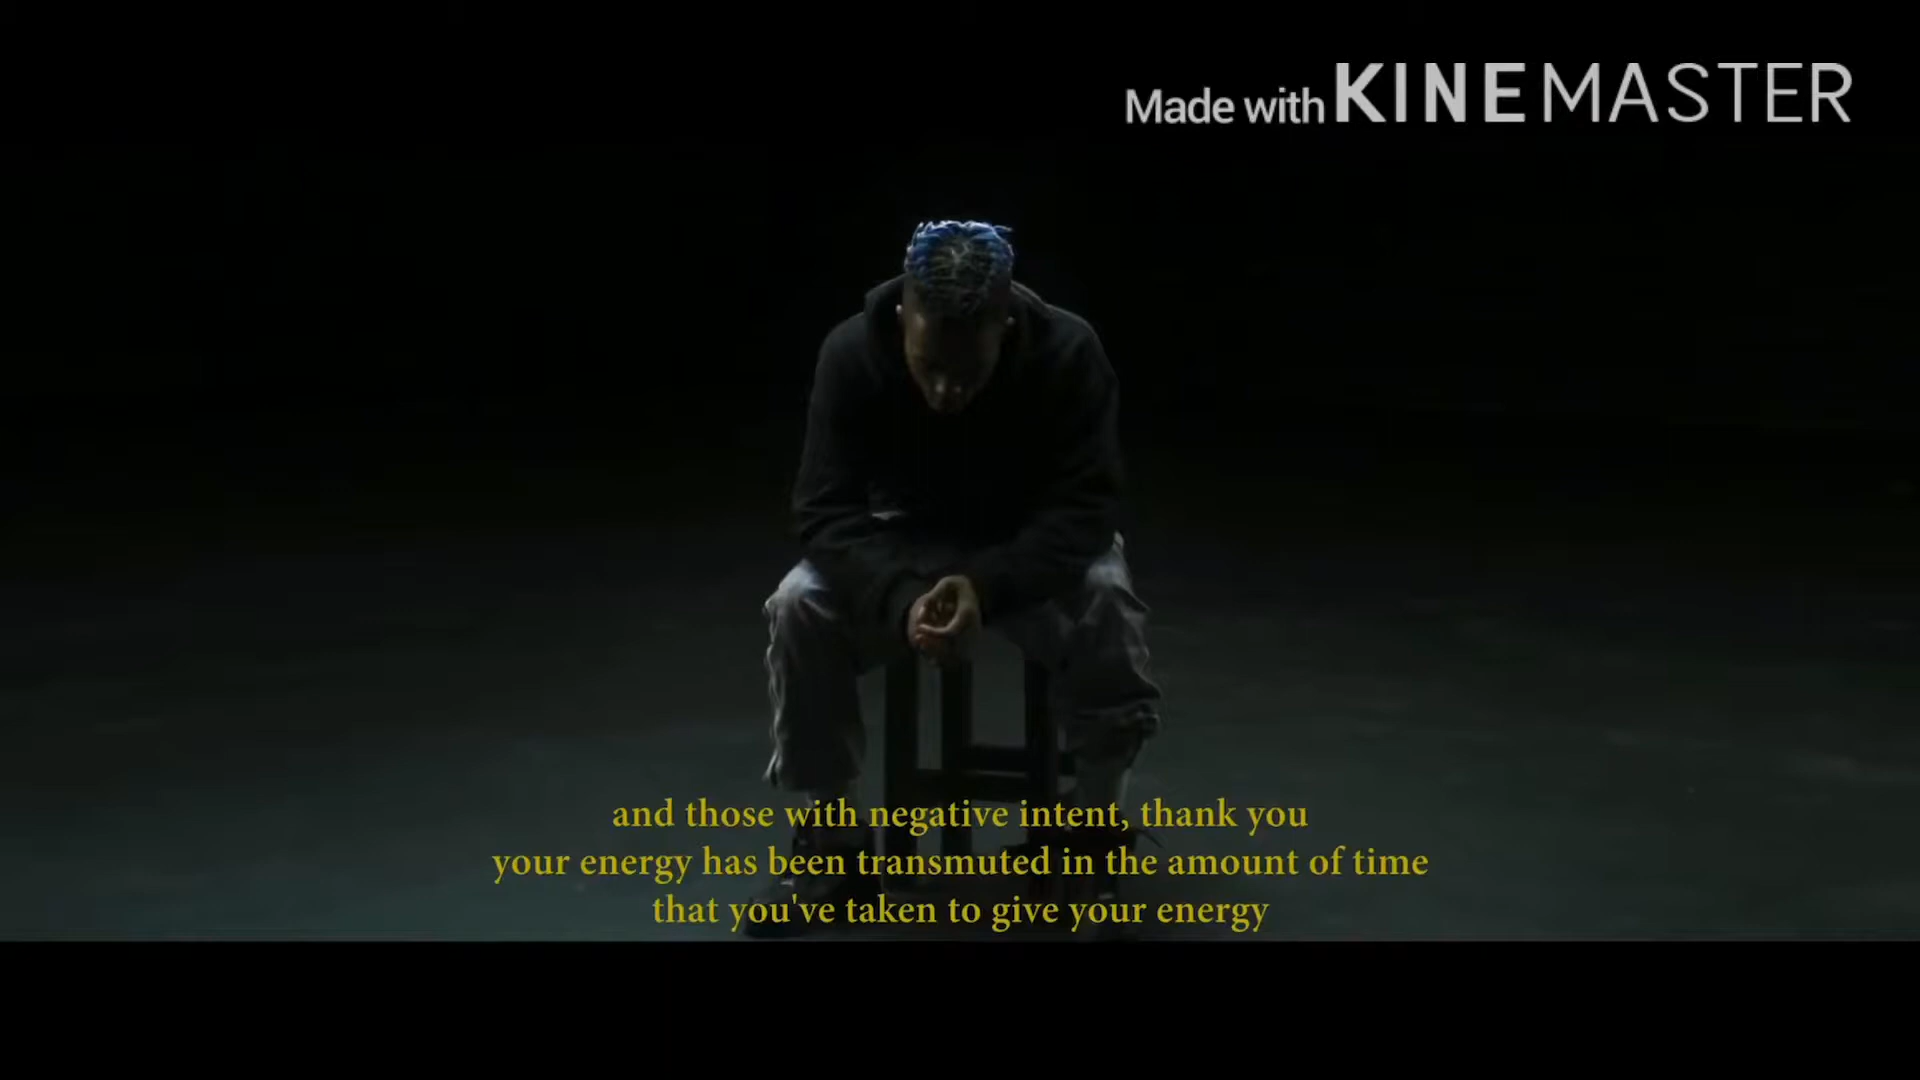 Made with KINEMASTER
and those with negative intent, thank you
your energy has been transmuted in the amount of time
that you've taken to give your energy